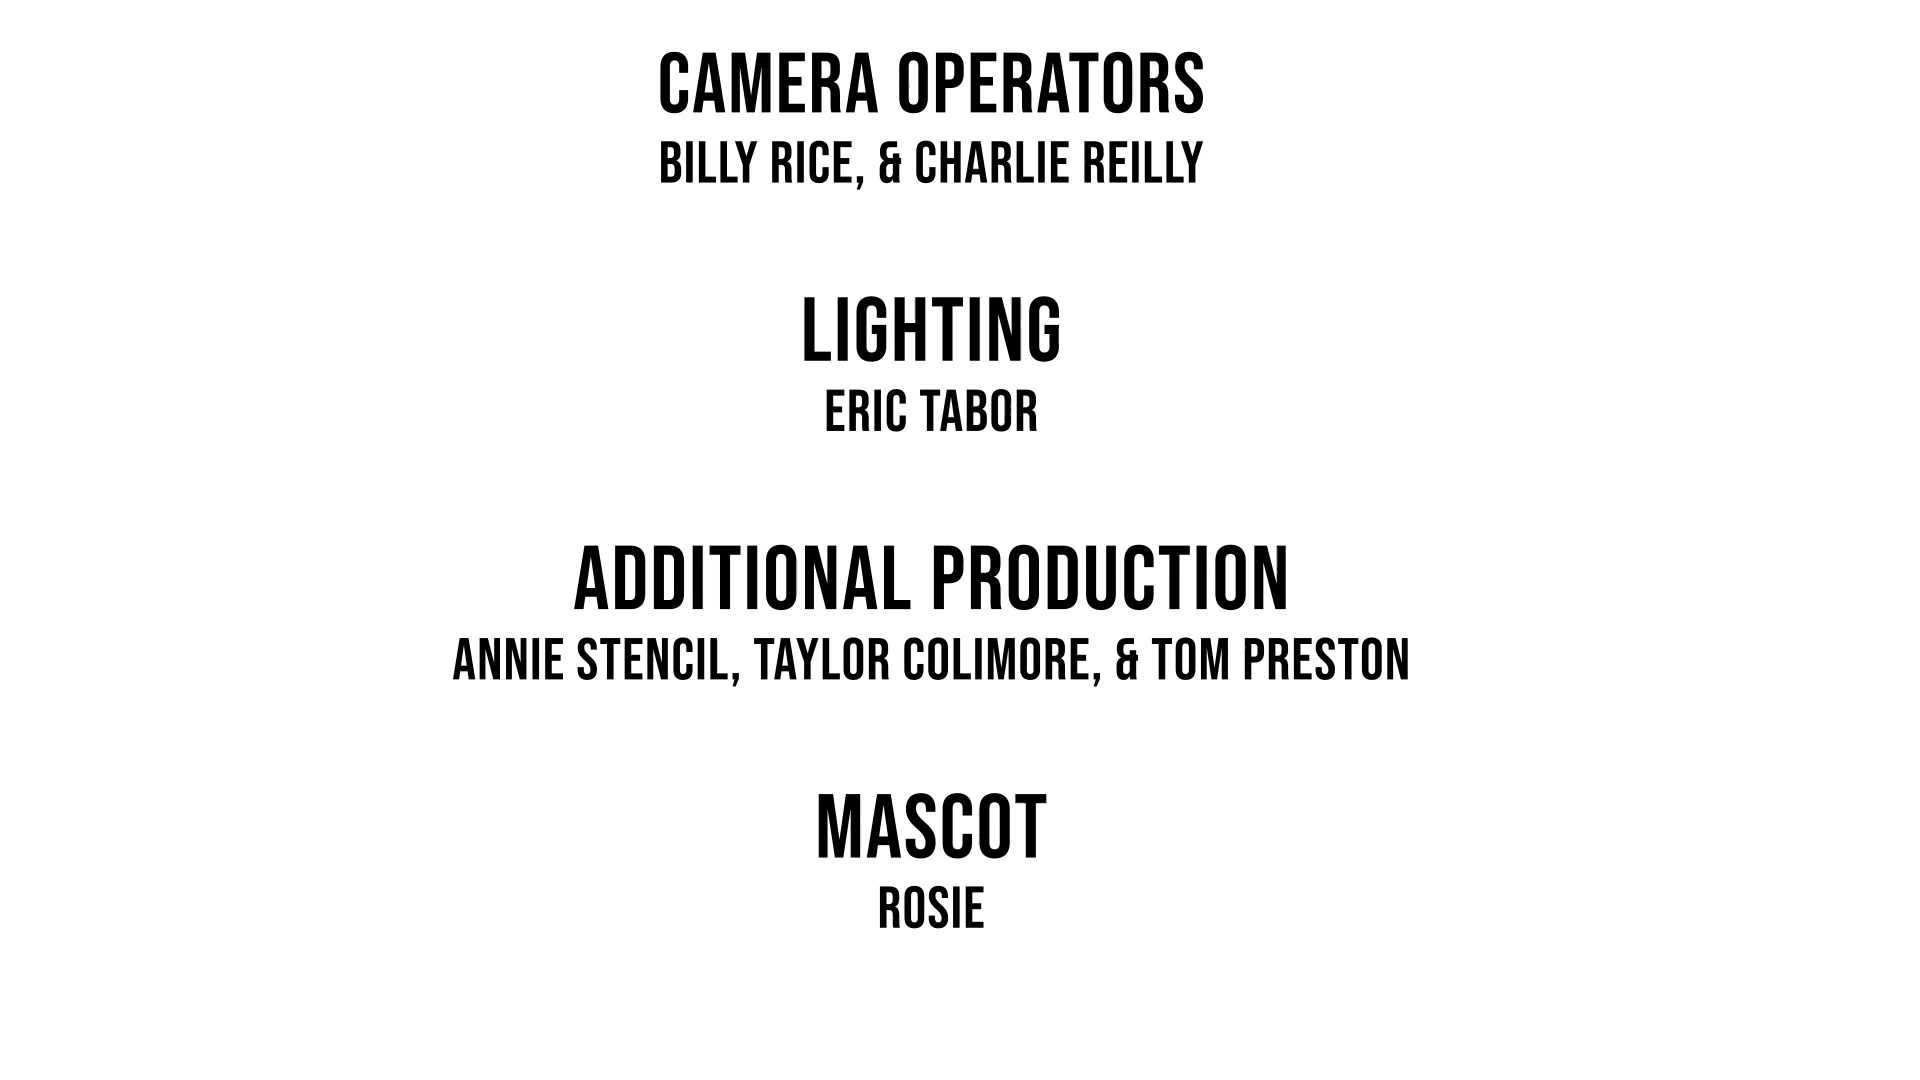 CAMERA OPERATORS
BILLY RICE, & CHARLIE REILLY
LIGHTING
ERIC TABOR
ADDITIONAL PRODUCTION
ANNIE STENCIL, TAYLOR COLIMORE, & TOM PRESTON
MASCOT
ROSIE